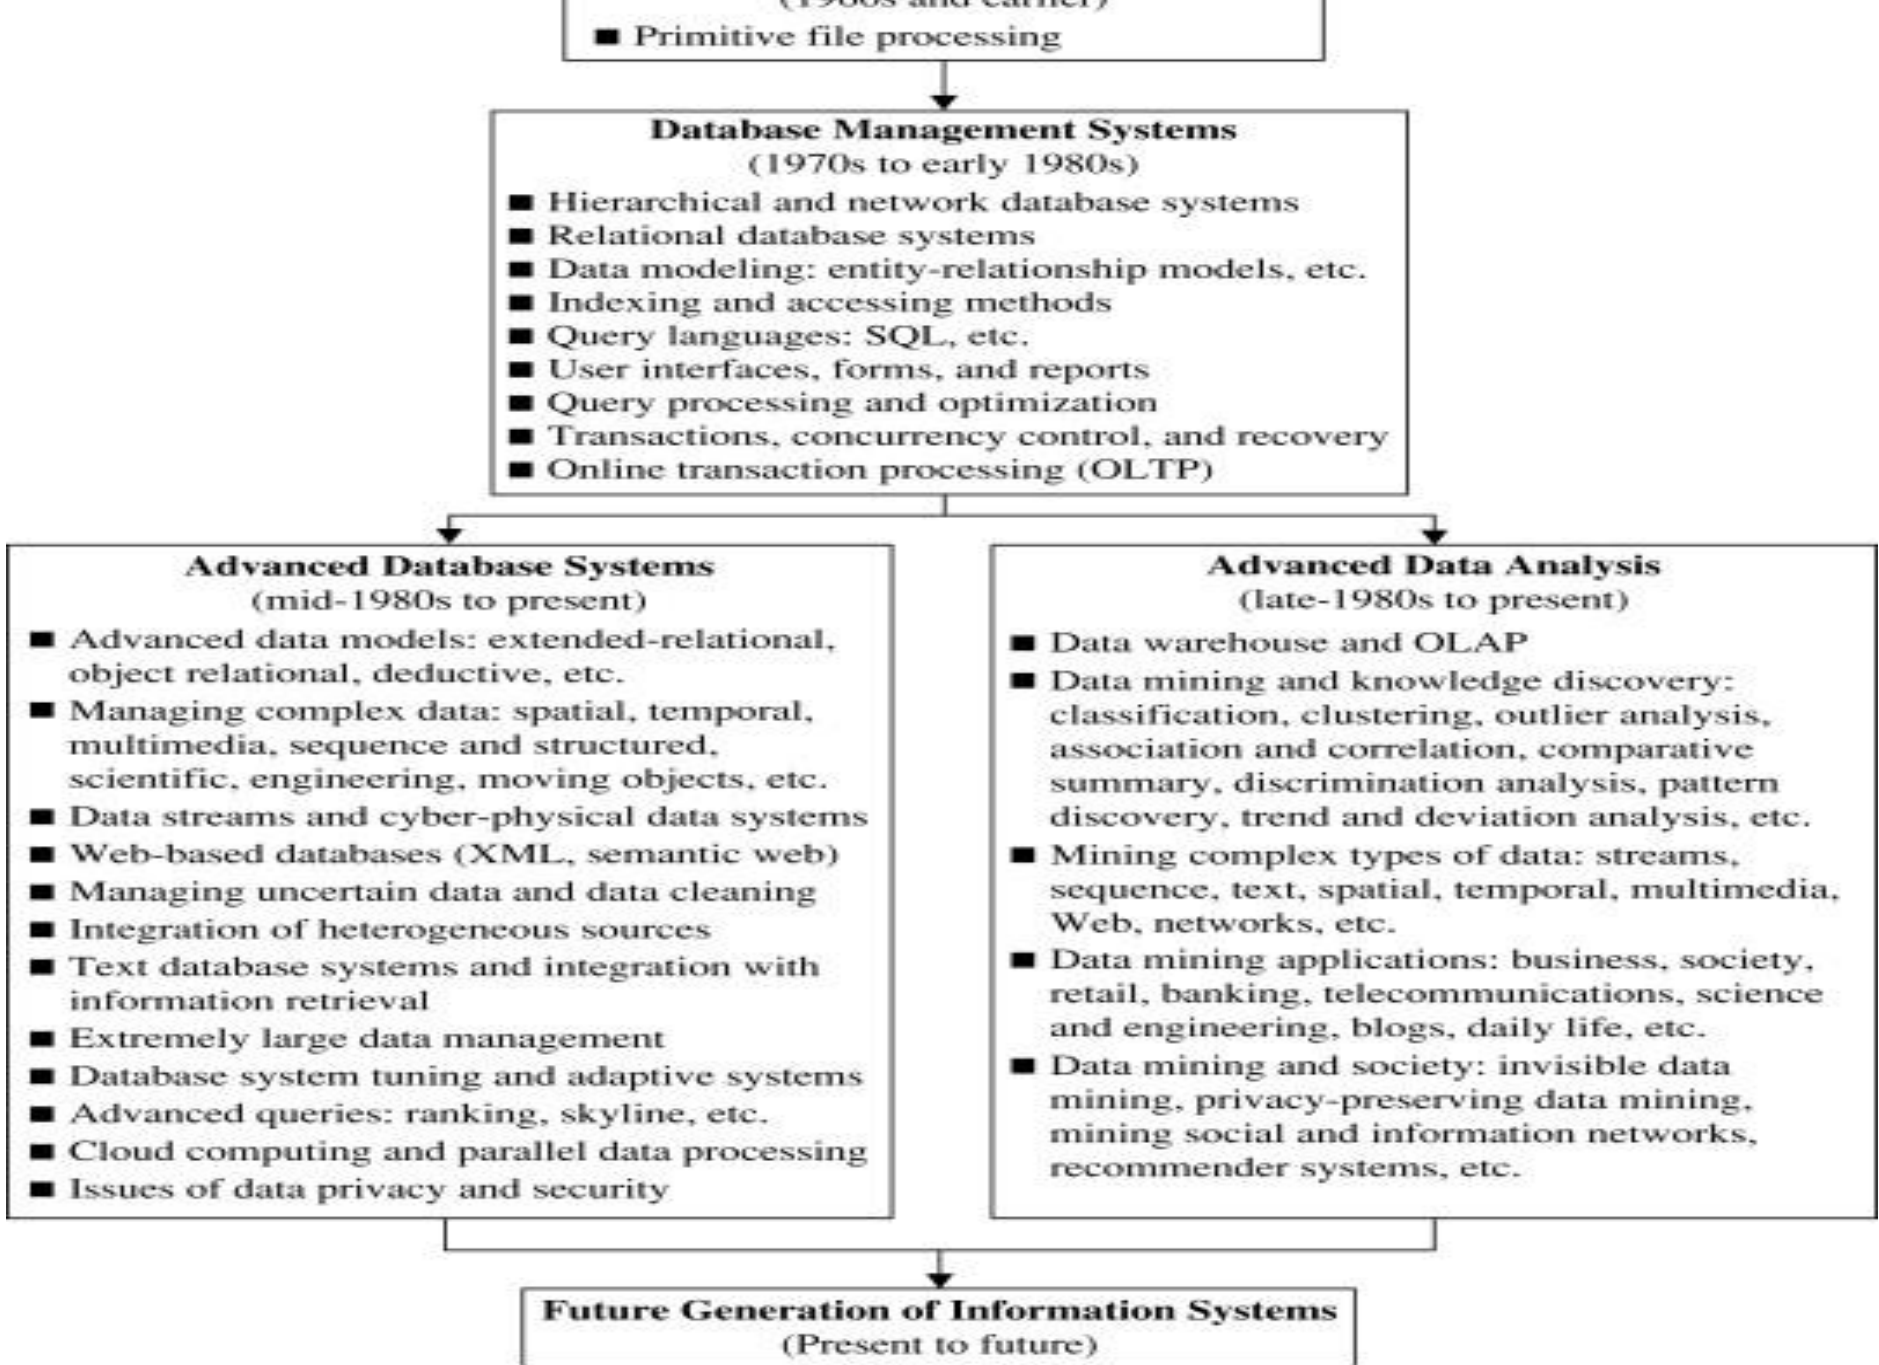 (1960s and earlier)
■ Primitive file processing
Database Management Systems
(1970s to early 1980s)
■ Hierarchical and network database systems
■ Relational database systems
■ Data modeling: entity-relationship models, etc.
■ Indexing and accessing methods
■ Query languages: SQL, etc.
■ User interfaces, forms, and reports
■ Query processing and optimization
■ Transactions, concurrency control, and recovery
■ Online transaction processing (OLTP)
Advanced Database Systems
(mid-1980s to present)
■ Advanced data models: extended-relational,
object relational, deductive, etc.
■ Managing complex data: spatial, temporal,
multimedia, sequence and structured,
scientific, engineering, moving objects, etc.
■ Data streams and cyber-physical data systems
■ Web-based databases (XML, semantic web)
■ Managing uncertain data and data cleaning
■ Integration of heterogeneous sources
■ Text database systems and integration with
information retrieval
■ Extremely large data management
■ Database system tuning and adaptive systems
■ Advanced queries: ranking, skyline, etc.
■ Cloud computing and parallel data processing
■ Issues of data privacy and security
Advanced Data Analysis
(late-1980s to present)
■ Data warehouse and OLAP
■ Data mining and knowledge discovery:
classification, clustering, outlier analysis,
association and correlation, comparative
summary, discrimination analysis, pattern
discovery, trend and deviation analysis, etc.
■ Mining complex types of data: streams,
sequence, text, spatial, temporal, multimedia,
Web, networks, etc.
■ Data mining applications: business, society,
retail, banking, telecommunications, science
and engineering, blogs, daily life, etc.
■ Data mining and society: invisible data
mining, privacy-preserving data mining,
mining social and information networks,
recommender systems, etc.
Future Generation of Information Systems
(Present to future)